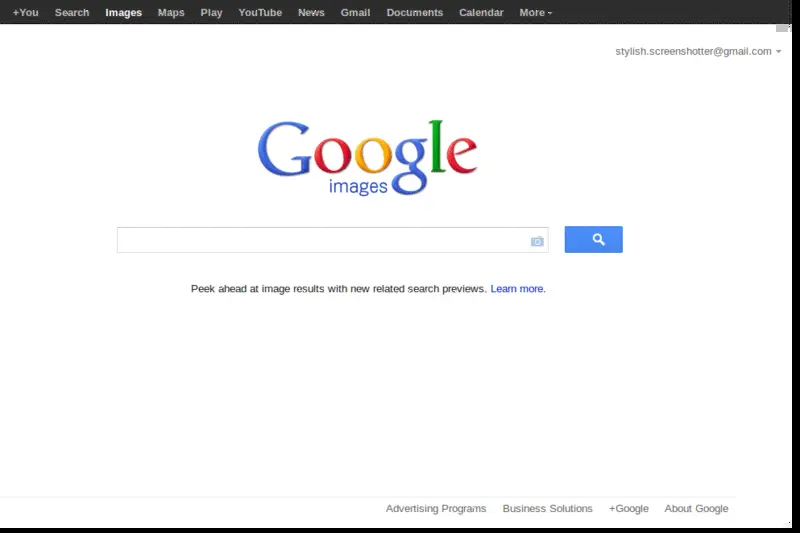 +You Search Images Maps Play YouTube News Gmail Documents Calendar More
stylish.screenshotter@gmail.com
Google
images
Peek ahead at image results with new related search previews. Learn more.
Advertising Programs Business Solutions +Google About Google